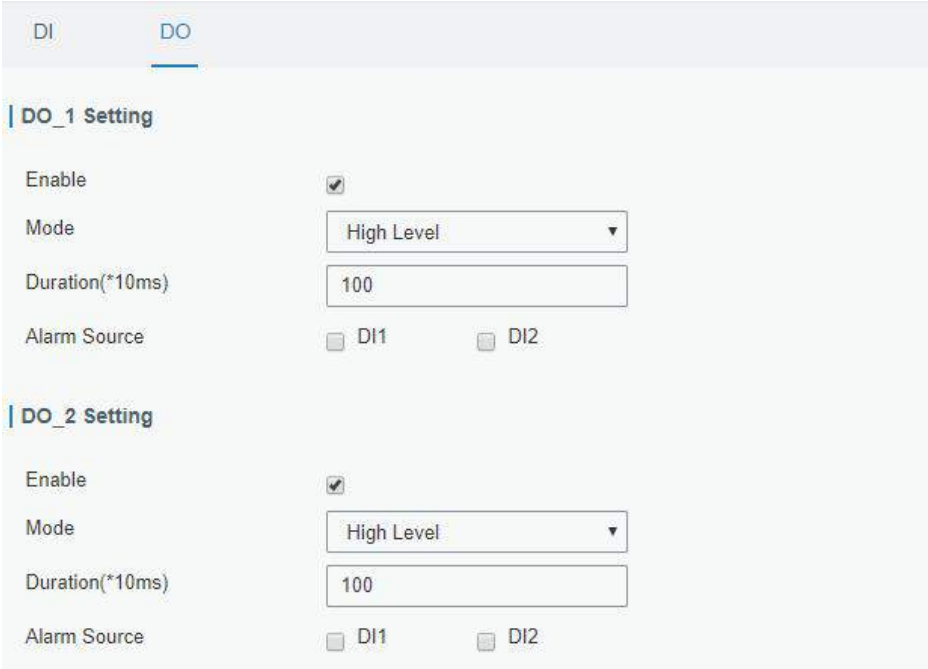 DI DO
DO_1 Setting
Enable
Mode High Level
Duration(*10ms) 100
Alarm Source DI1 DI2
DO_2 Setting
Enable
Mode High Level
Duration(*10ms) 100
Alarm Source DI1 DI2